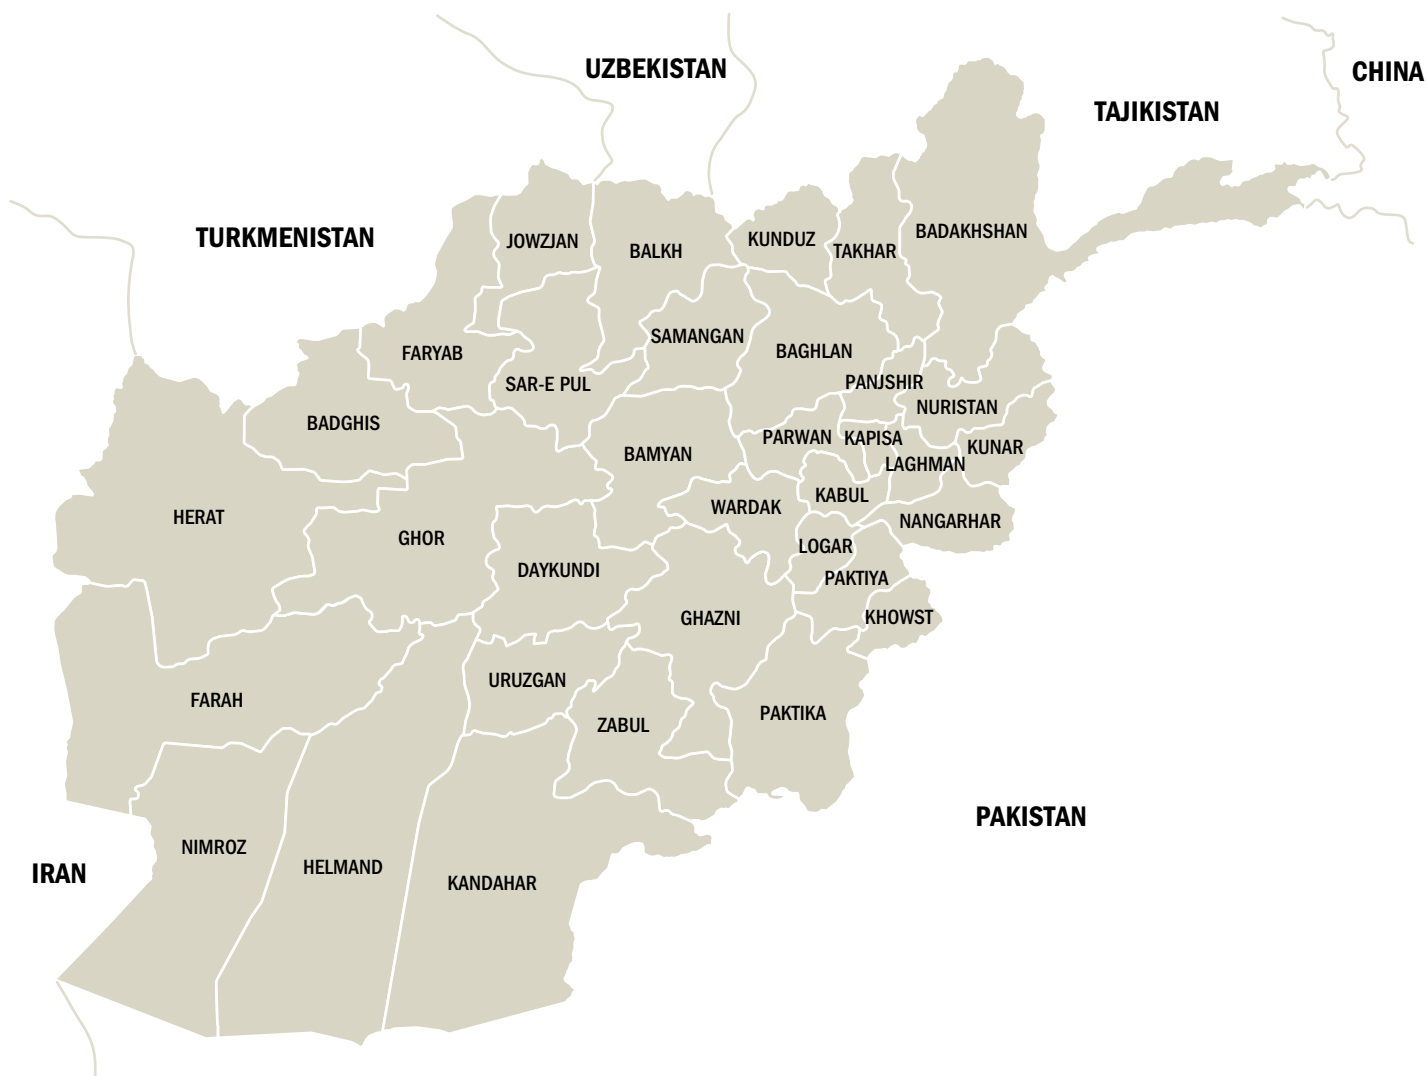 UZBEKISTAN
CHINA
TAJIKISTAN
TURKMENISTAN
JOWZJAN
BALKH
KUNDUZ
TAKHAR
BADAKHSHAN
FARYAB
SAMANGAN
BAGHLAN
SAR-E PUL
PANJSHIR
NURISTAN
BADGHIS
BAMYAN
PARWAN
KAPISA
KUNAR
LAGHMAN
HERAT
GHOR
WARDAK
KABUL
NANGARHAR
DAYKUNDI
LOGAR
PAKTIYA
GHAZNI
KHOWST
FARAH
URUZGAN
ZABUL
PAKTIKA
PAKISTAN
IRAN
NIMROZ
HELMAND
KANDAHAR